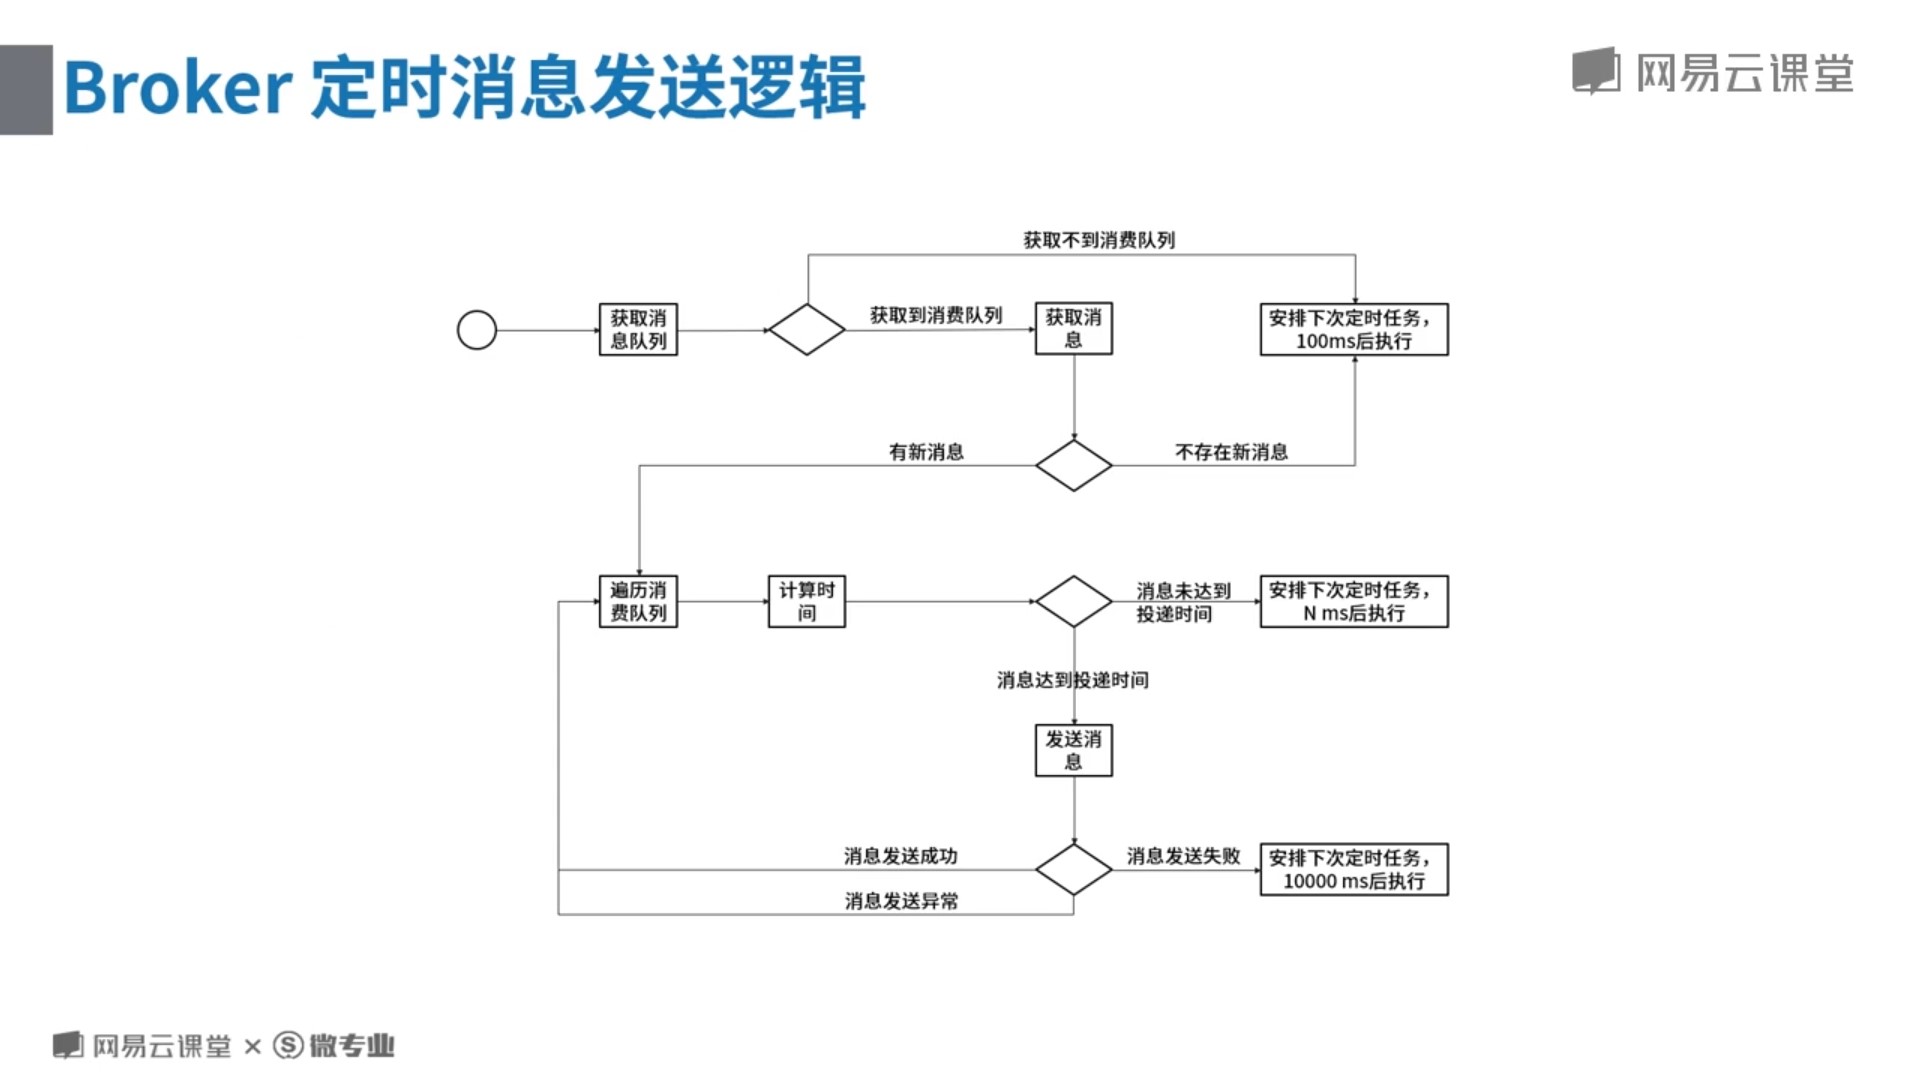 Broker 定时消息发送逻辑
网易云课堂
获取不到消费队列
获取消
息队列
获取到消费队列
获取消
息
安排下次定时任务，
100ms后执行
有新消息
不存在新消息
遍历消
费队列
计算时
间
消息未达到
投递时间
安排下次定时任务，
N ms后执行
消息达到投递时间
发送消
息
消息发送成功
消息发送失败
安排下次定时任务，
10000 ms后执行
消息发送异常
网易云课堂 × S 微专业